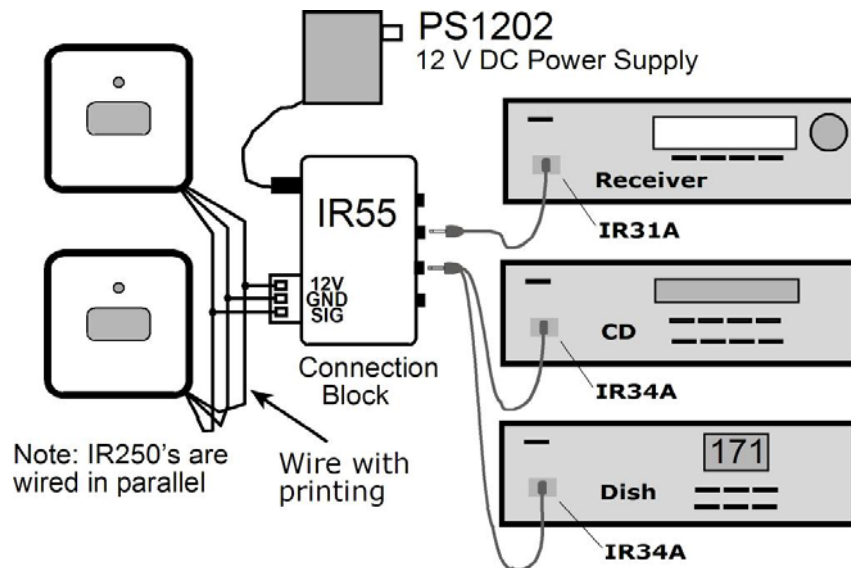 PS1202
12 V DC Power Supply
IR55
12V
GND
SIG
Connection
Block
Note: IR250's are
wired in parallel
Wire with
printing
Receiver
IR31A
CD
IR34A
171
Dish
IR34A